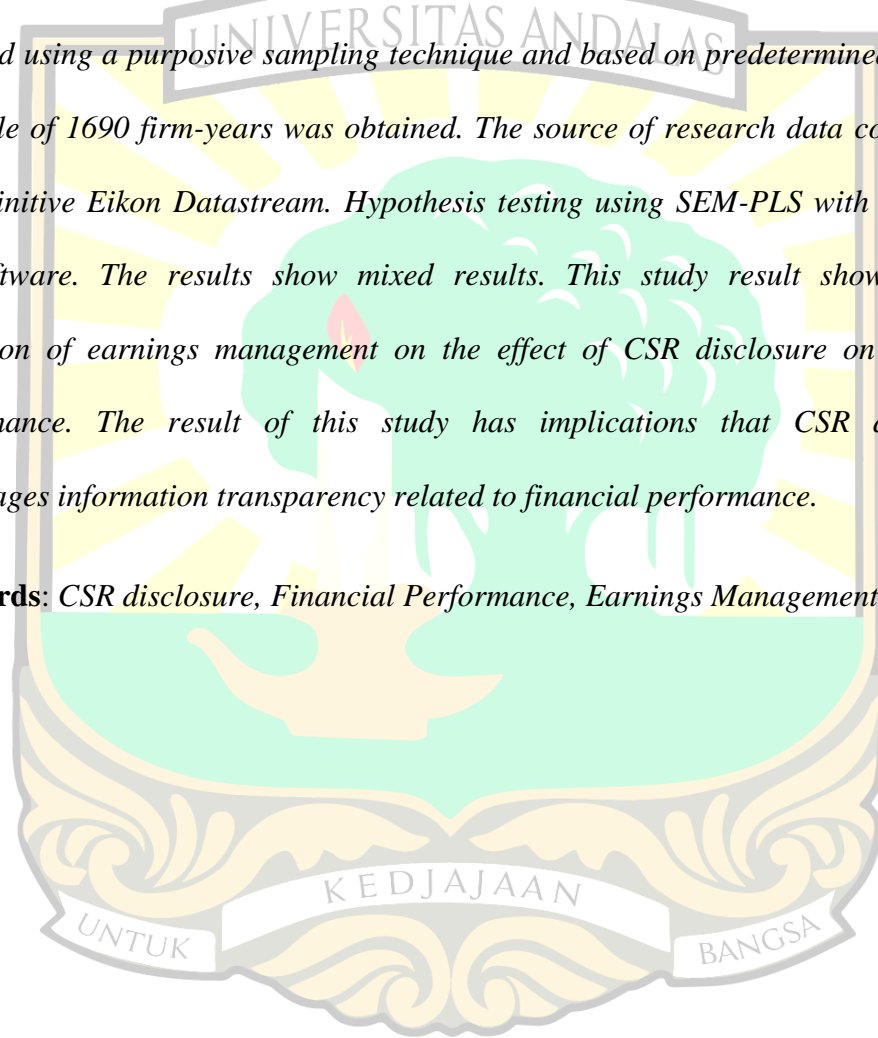 UNIVERSITAS ANDALAS
d using a purposive sampling technique and based on predetermined
le of 1690 firm-years was obtained. The source of research data co
initive Eikon Datastream. Hypothesis testing using SEM-PLS with
ftware. The results show mixed results. This study result show
on of earnings management on the effect of CSR disclosure on
nance. The result of this study has implications that CSR d
ages information transparency related to financial performance.
rds: CSR disclosure, Financial Performance, Earnings Management
KEDJAJAAN
UNTUK
BANGSA